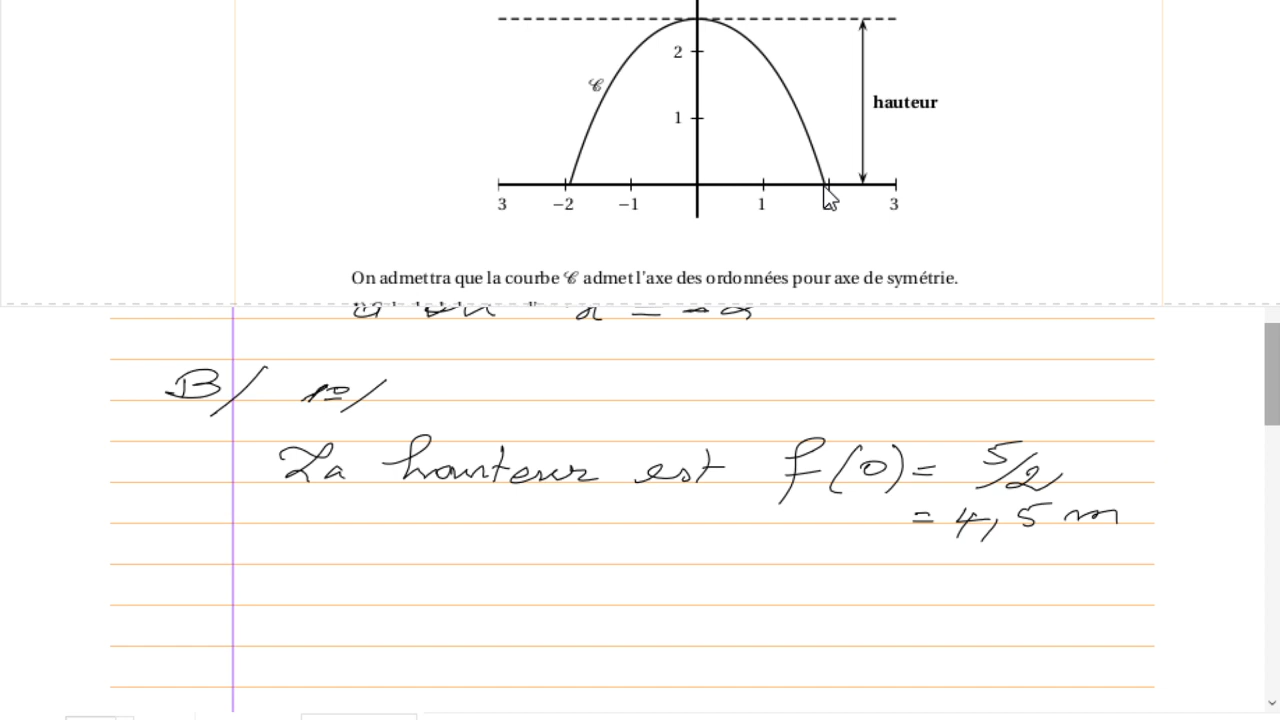 2
𝒞
hauteur
1
3 −2 −1 1 3
On admettra que la courbe 𝒞 admet l'axe des ordonnées pour axe de symétrie.
B/ 1°/
La hauteur est f(0) = 5/2
= 4,5 m